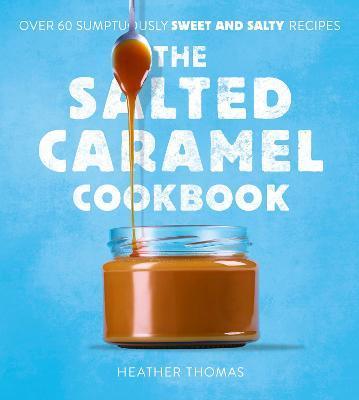 OVER 60 SUMPTUOUSLY SWEET AND SALTY RECIPES
THE
SALTED
CARAMEL
COOKBOOK
HEATHER THOMAS